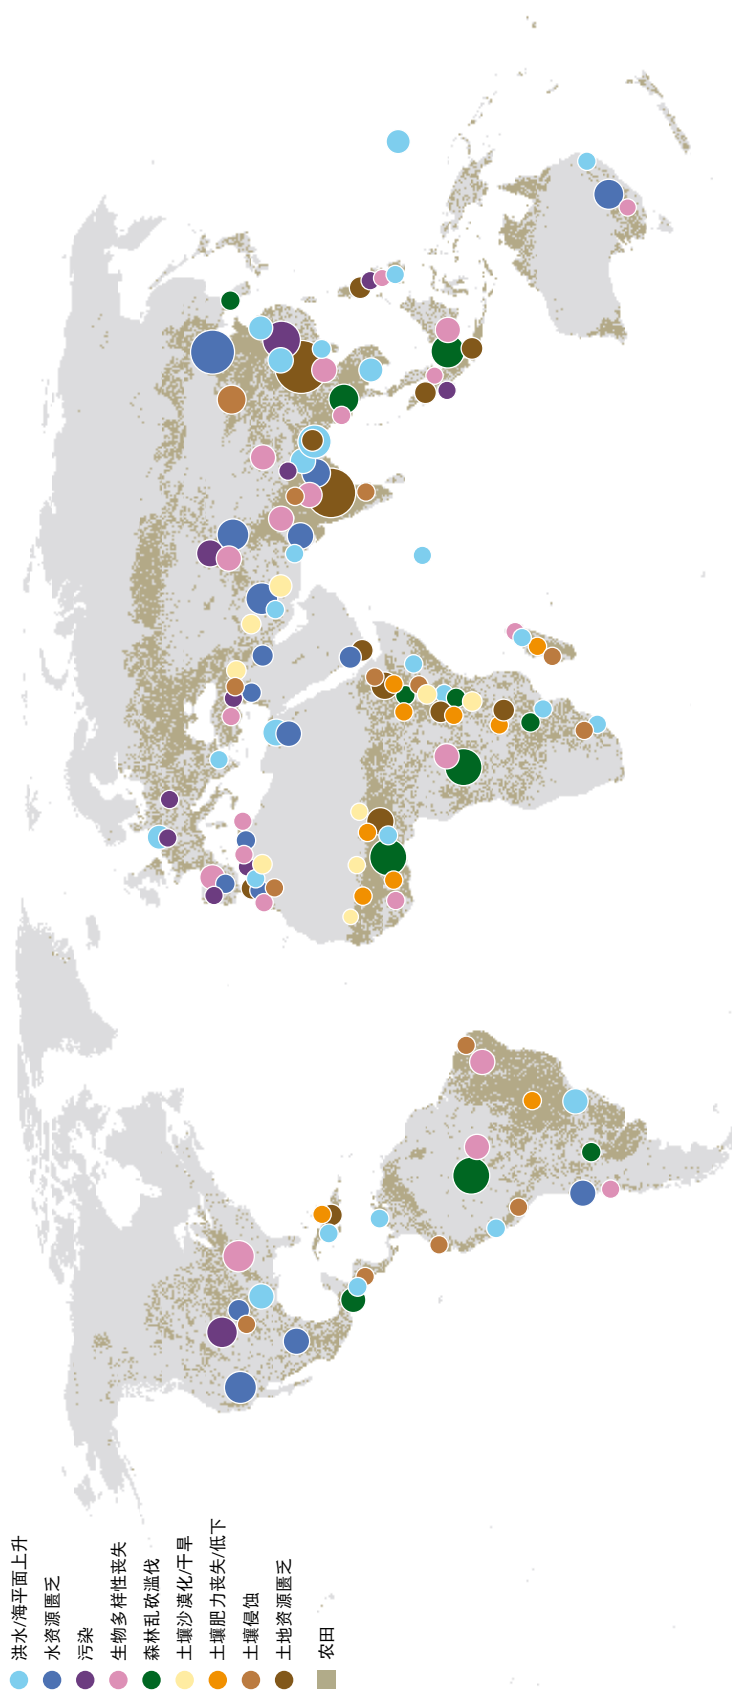 洪水/海平面上升
水资源匮乏
污染
生物多样性丧失
森林乱砍滥伐
土壤沙漠化/干旱
土壤肥力丧失/低下
土壤侵蚀
土地资源匮乏
农田